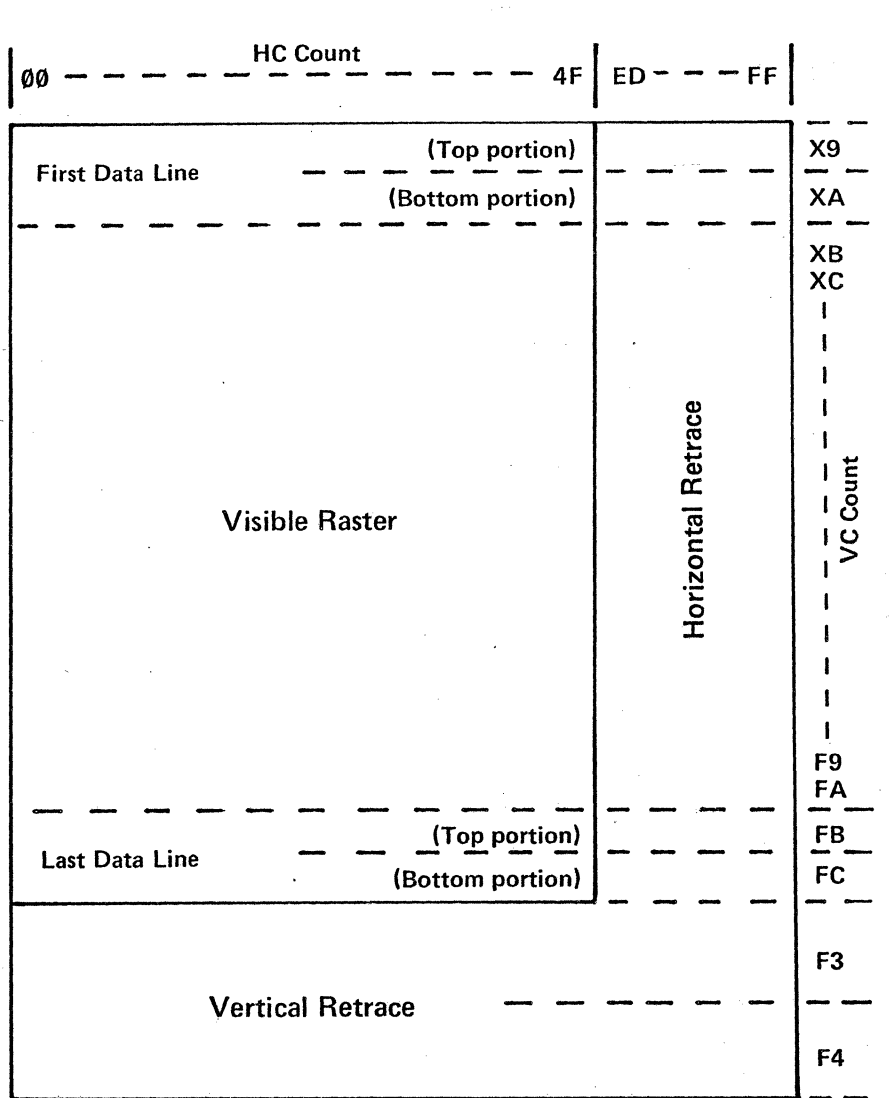 HC Count
ØØ 4F ED FF
(Top portion) X9
First Data Line
(Bottom portion) XA
XB
XC
Horizontal Retrace
VC Count
Visible Raster
F9
FA
(Top portion) FB
Last Data Line
(Bottom portion) FC
F3
Vertical Retrace
F4